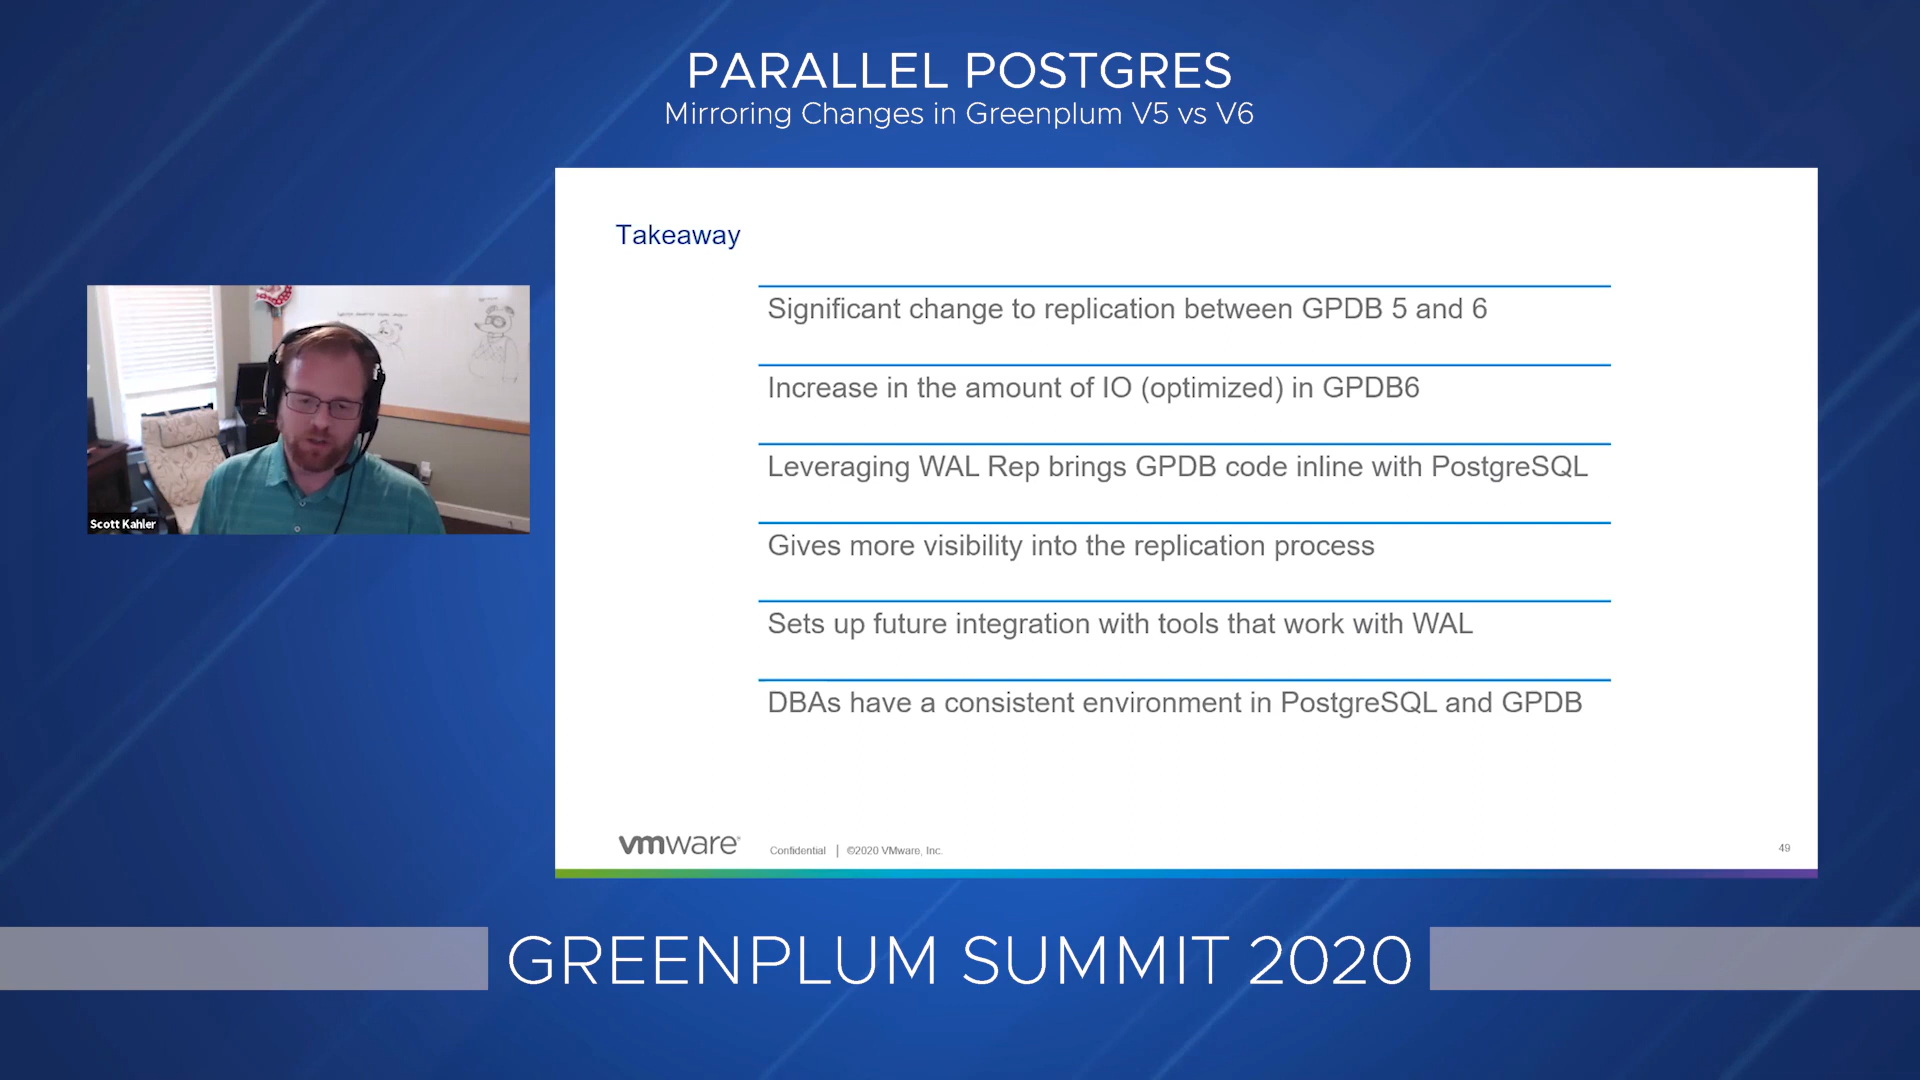 PARALLEL POSTGRES
Mirroring Changes in Greenplum V5 vs V6
Takeaway
Significant change to replication between GPDB 5 and 6
Increase in the amount of IO (optimized) in GPDB6
Leveraging WAL Rep brings GPDB code inline with PostgreSQL
Gives more visibility into the replication process
Sets up future integration with tools that work with WAL
DBAs have a consistent environment in PostgreSQL and GPDB
Scott Kahler
vmware®
Confidential | ©2020 VMware, Inc.
49
GREENPLUM SUMMIT 2020